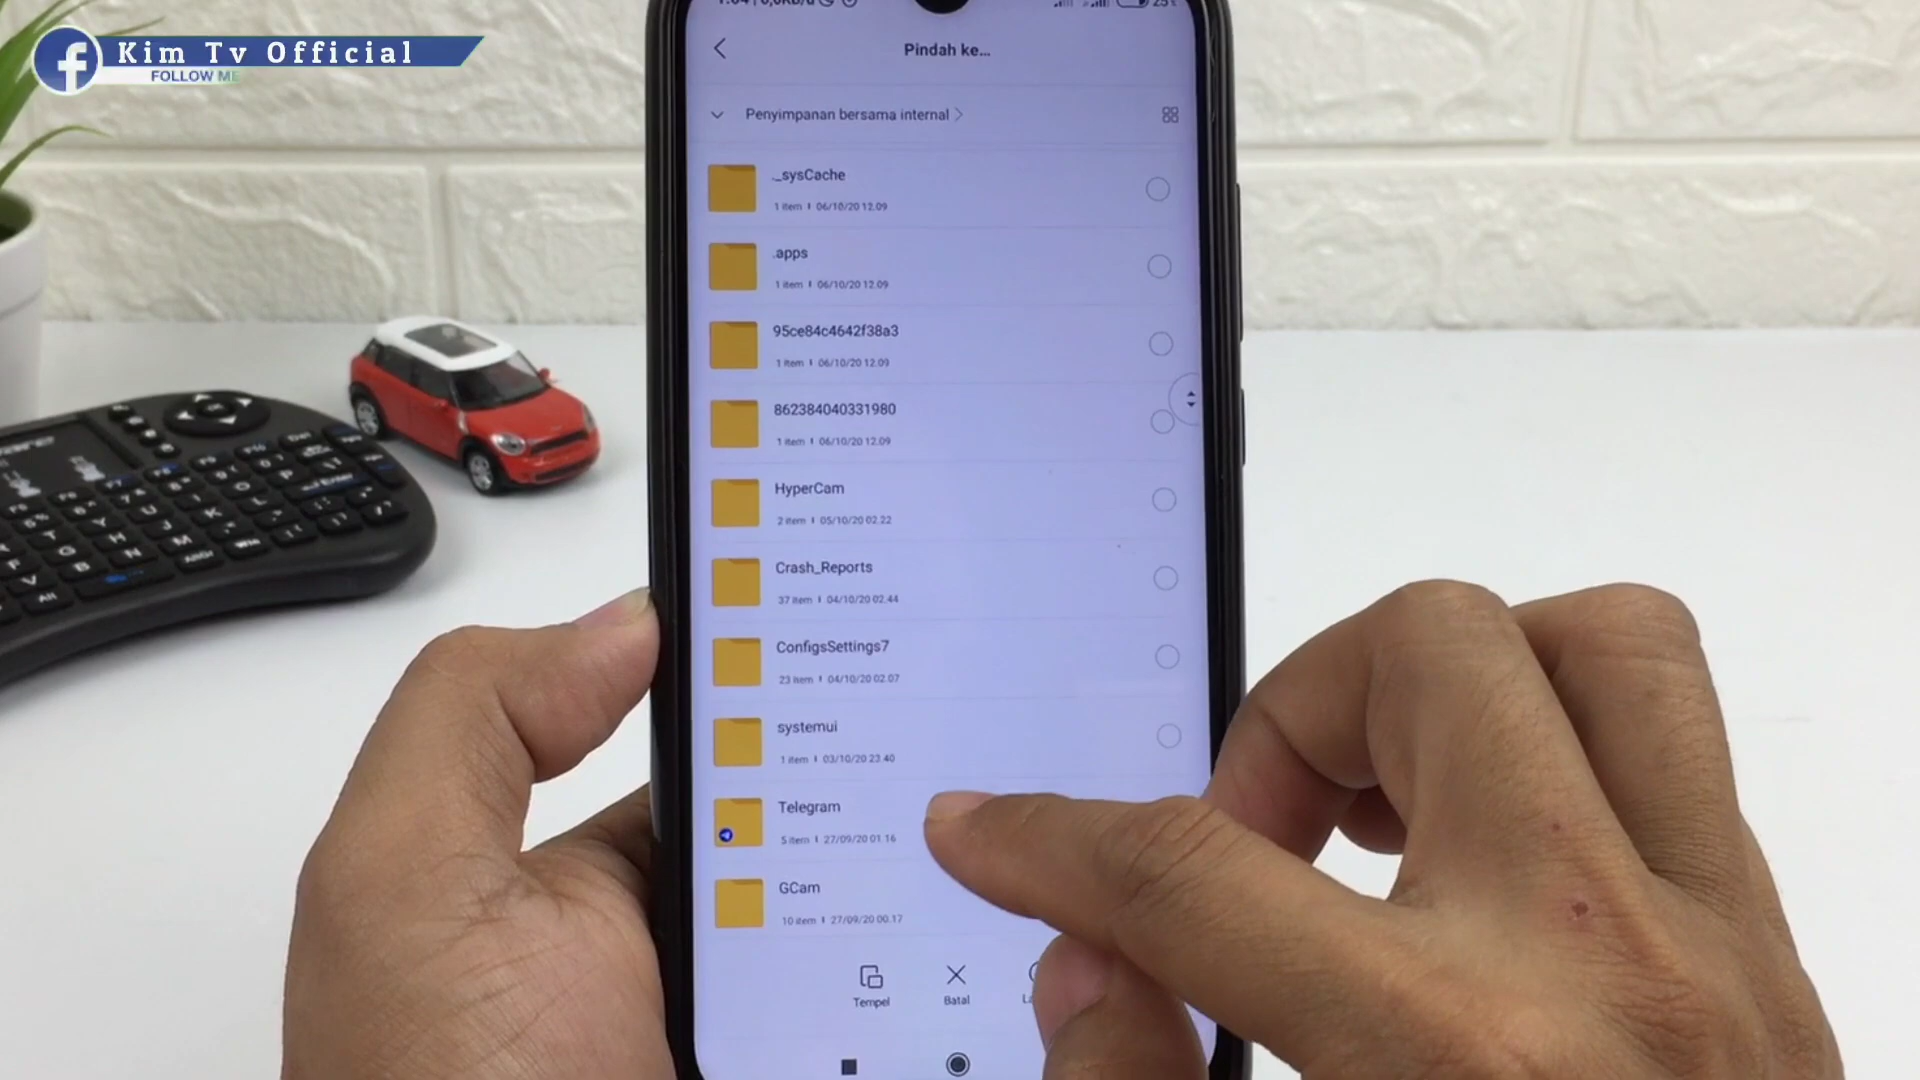 Kim Tv Official
FOLLOW ME
Pindah ke...
Penyimpanan bersama internal
._sysCache
1 item | 06/10/20 12.09
.apps
1 item | 06/10/20 12.09
95ce84c4642f38a3
1 item | 06/10/20 12.09
862384040331980
1 item | 06/10/20 12.09
HyperCam
2 item | 05/10/20 02.22
Crash_Reports
37 item | 04/10/20 02.44
ConfigsSettings7
23 item | 04/10/20 02.07
systemui
1 item | 03/10/20 23.40
Telegram
5 item | 27/09/20 01.16
GCam
10 item | 27/09/20 00.17
Tempel
Batal